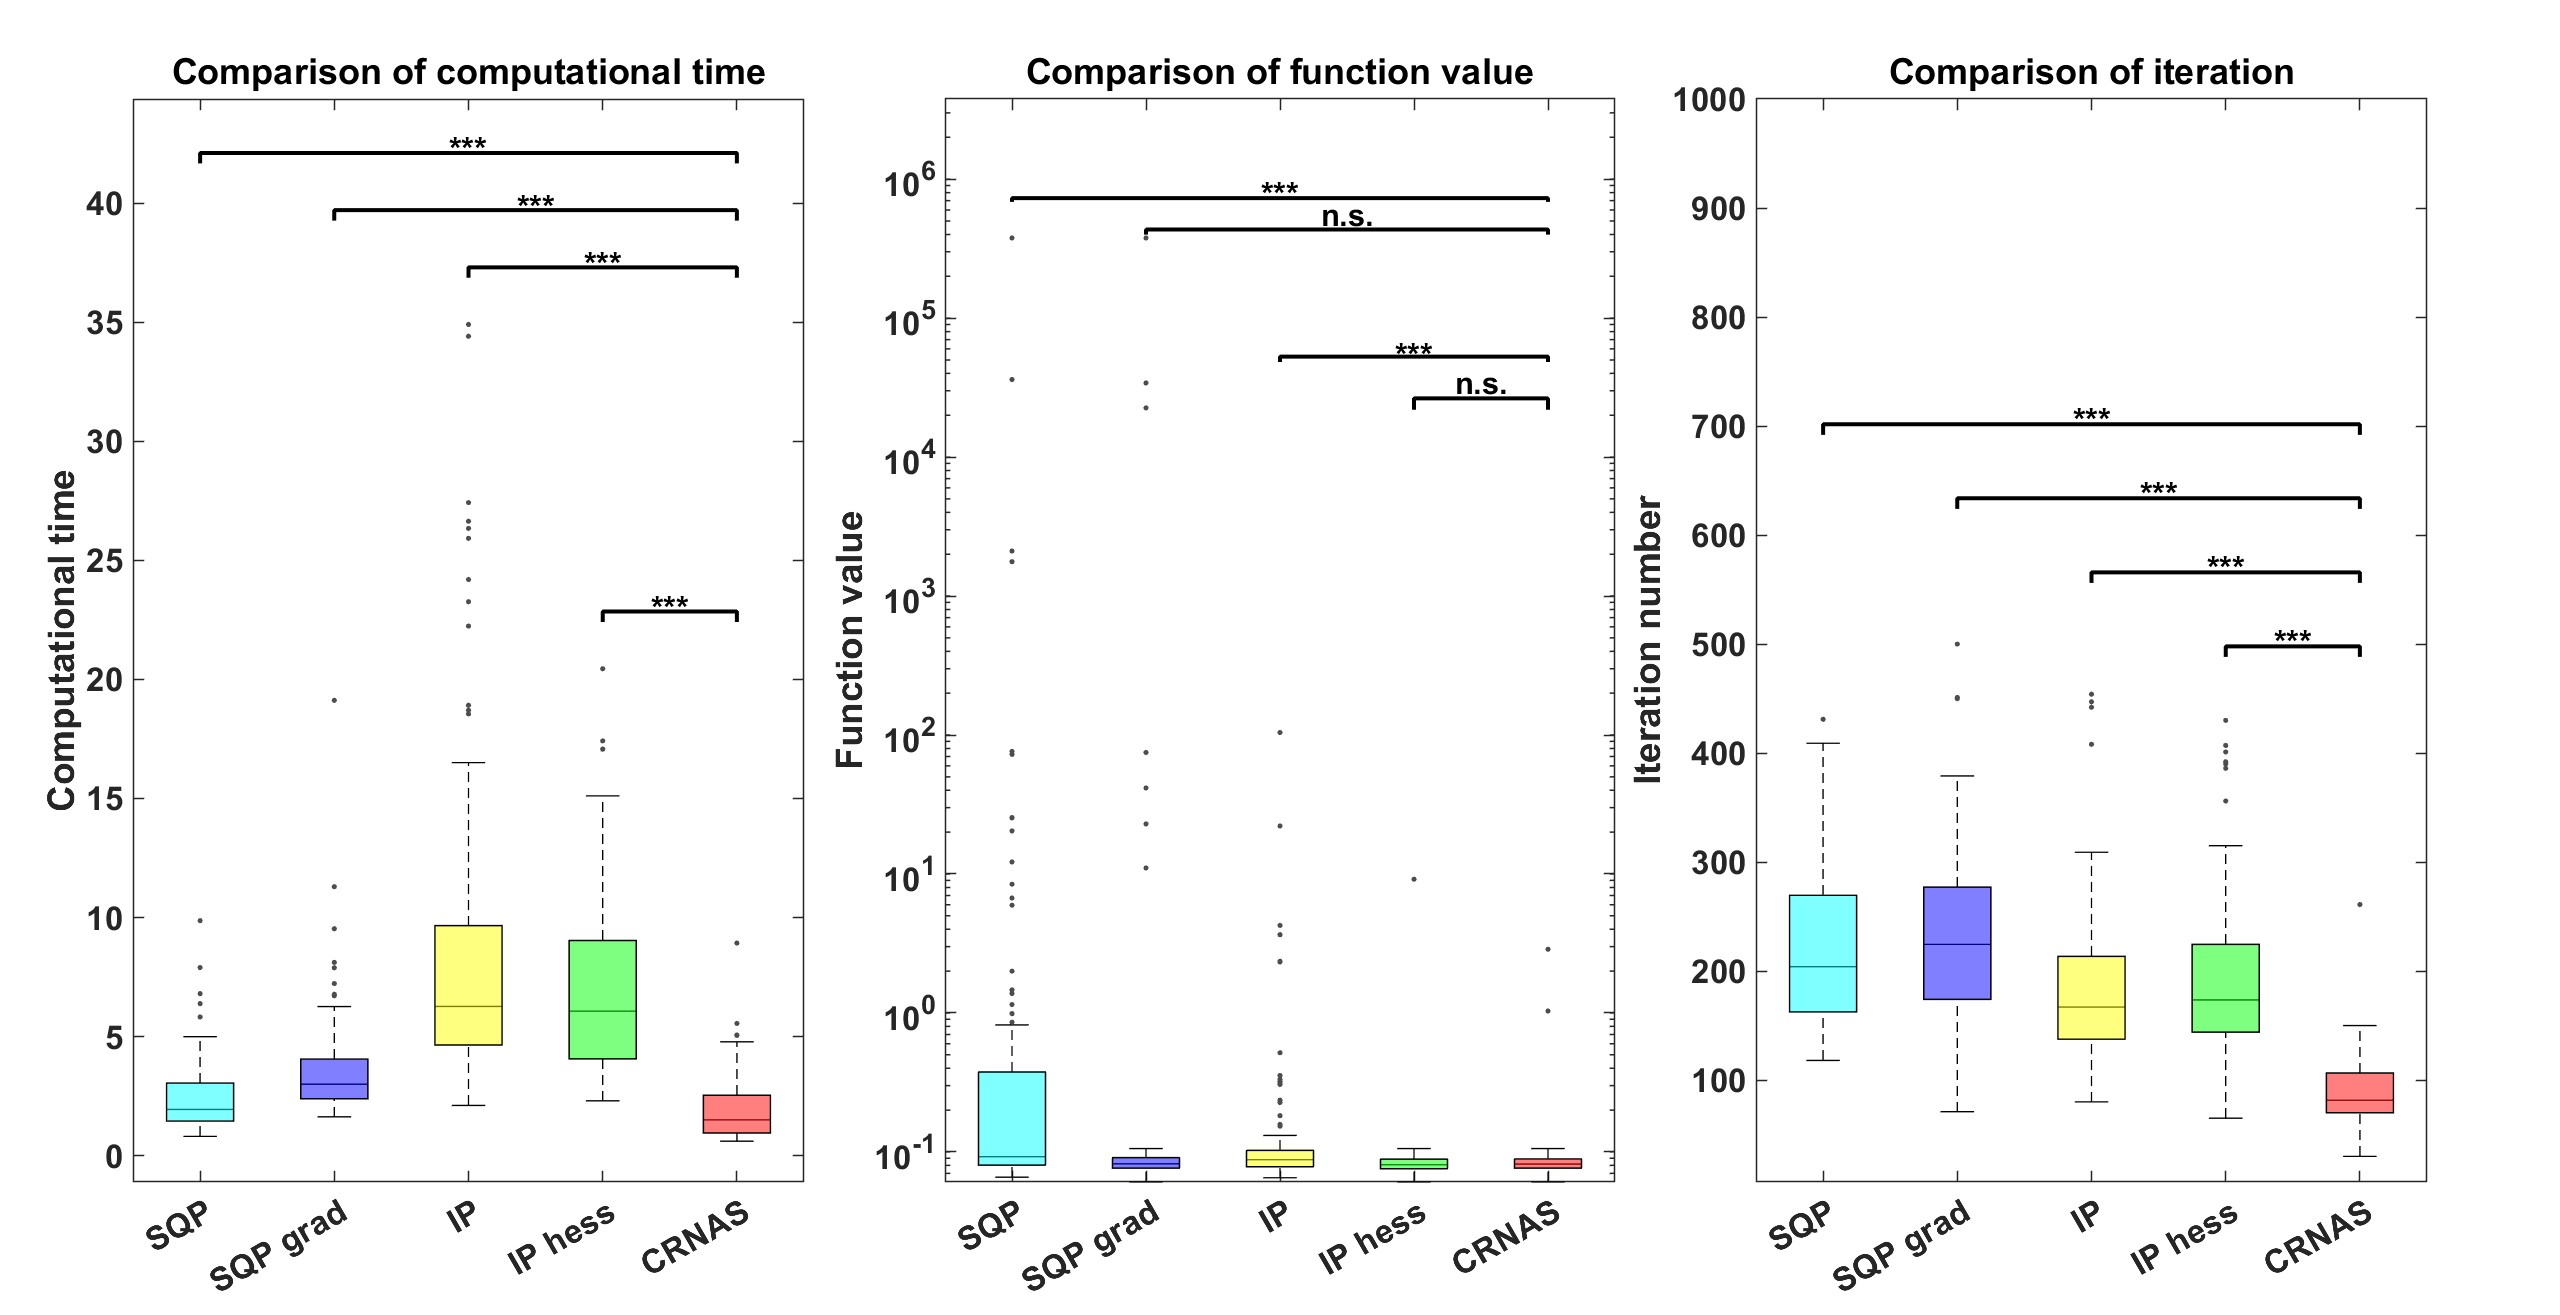 Comparison of computational time
Computational time
40
35
30
25
20
15
10
5
0
***
***
***
***
SQP
SQP grad
IP
IP hess
CRNAS
Comparison of function value
Function value
10^6
10^5
10^4
10^3
10^2
10^1
10^0
10^-1
***
n.s.
***
n.s.
SQP
SQP grad
IP
IP hess
CRNAS
Comparison of iteration
Iteration number
1000
900
800
700
600
500
400
300
200
100
***
***
***
***
SQP
SQP grad
IP
IP hess
CRNAS